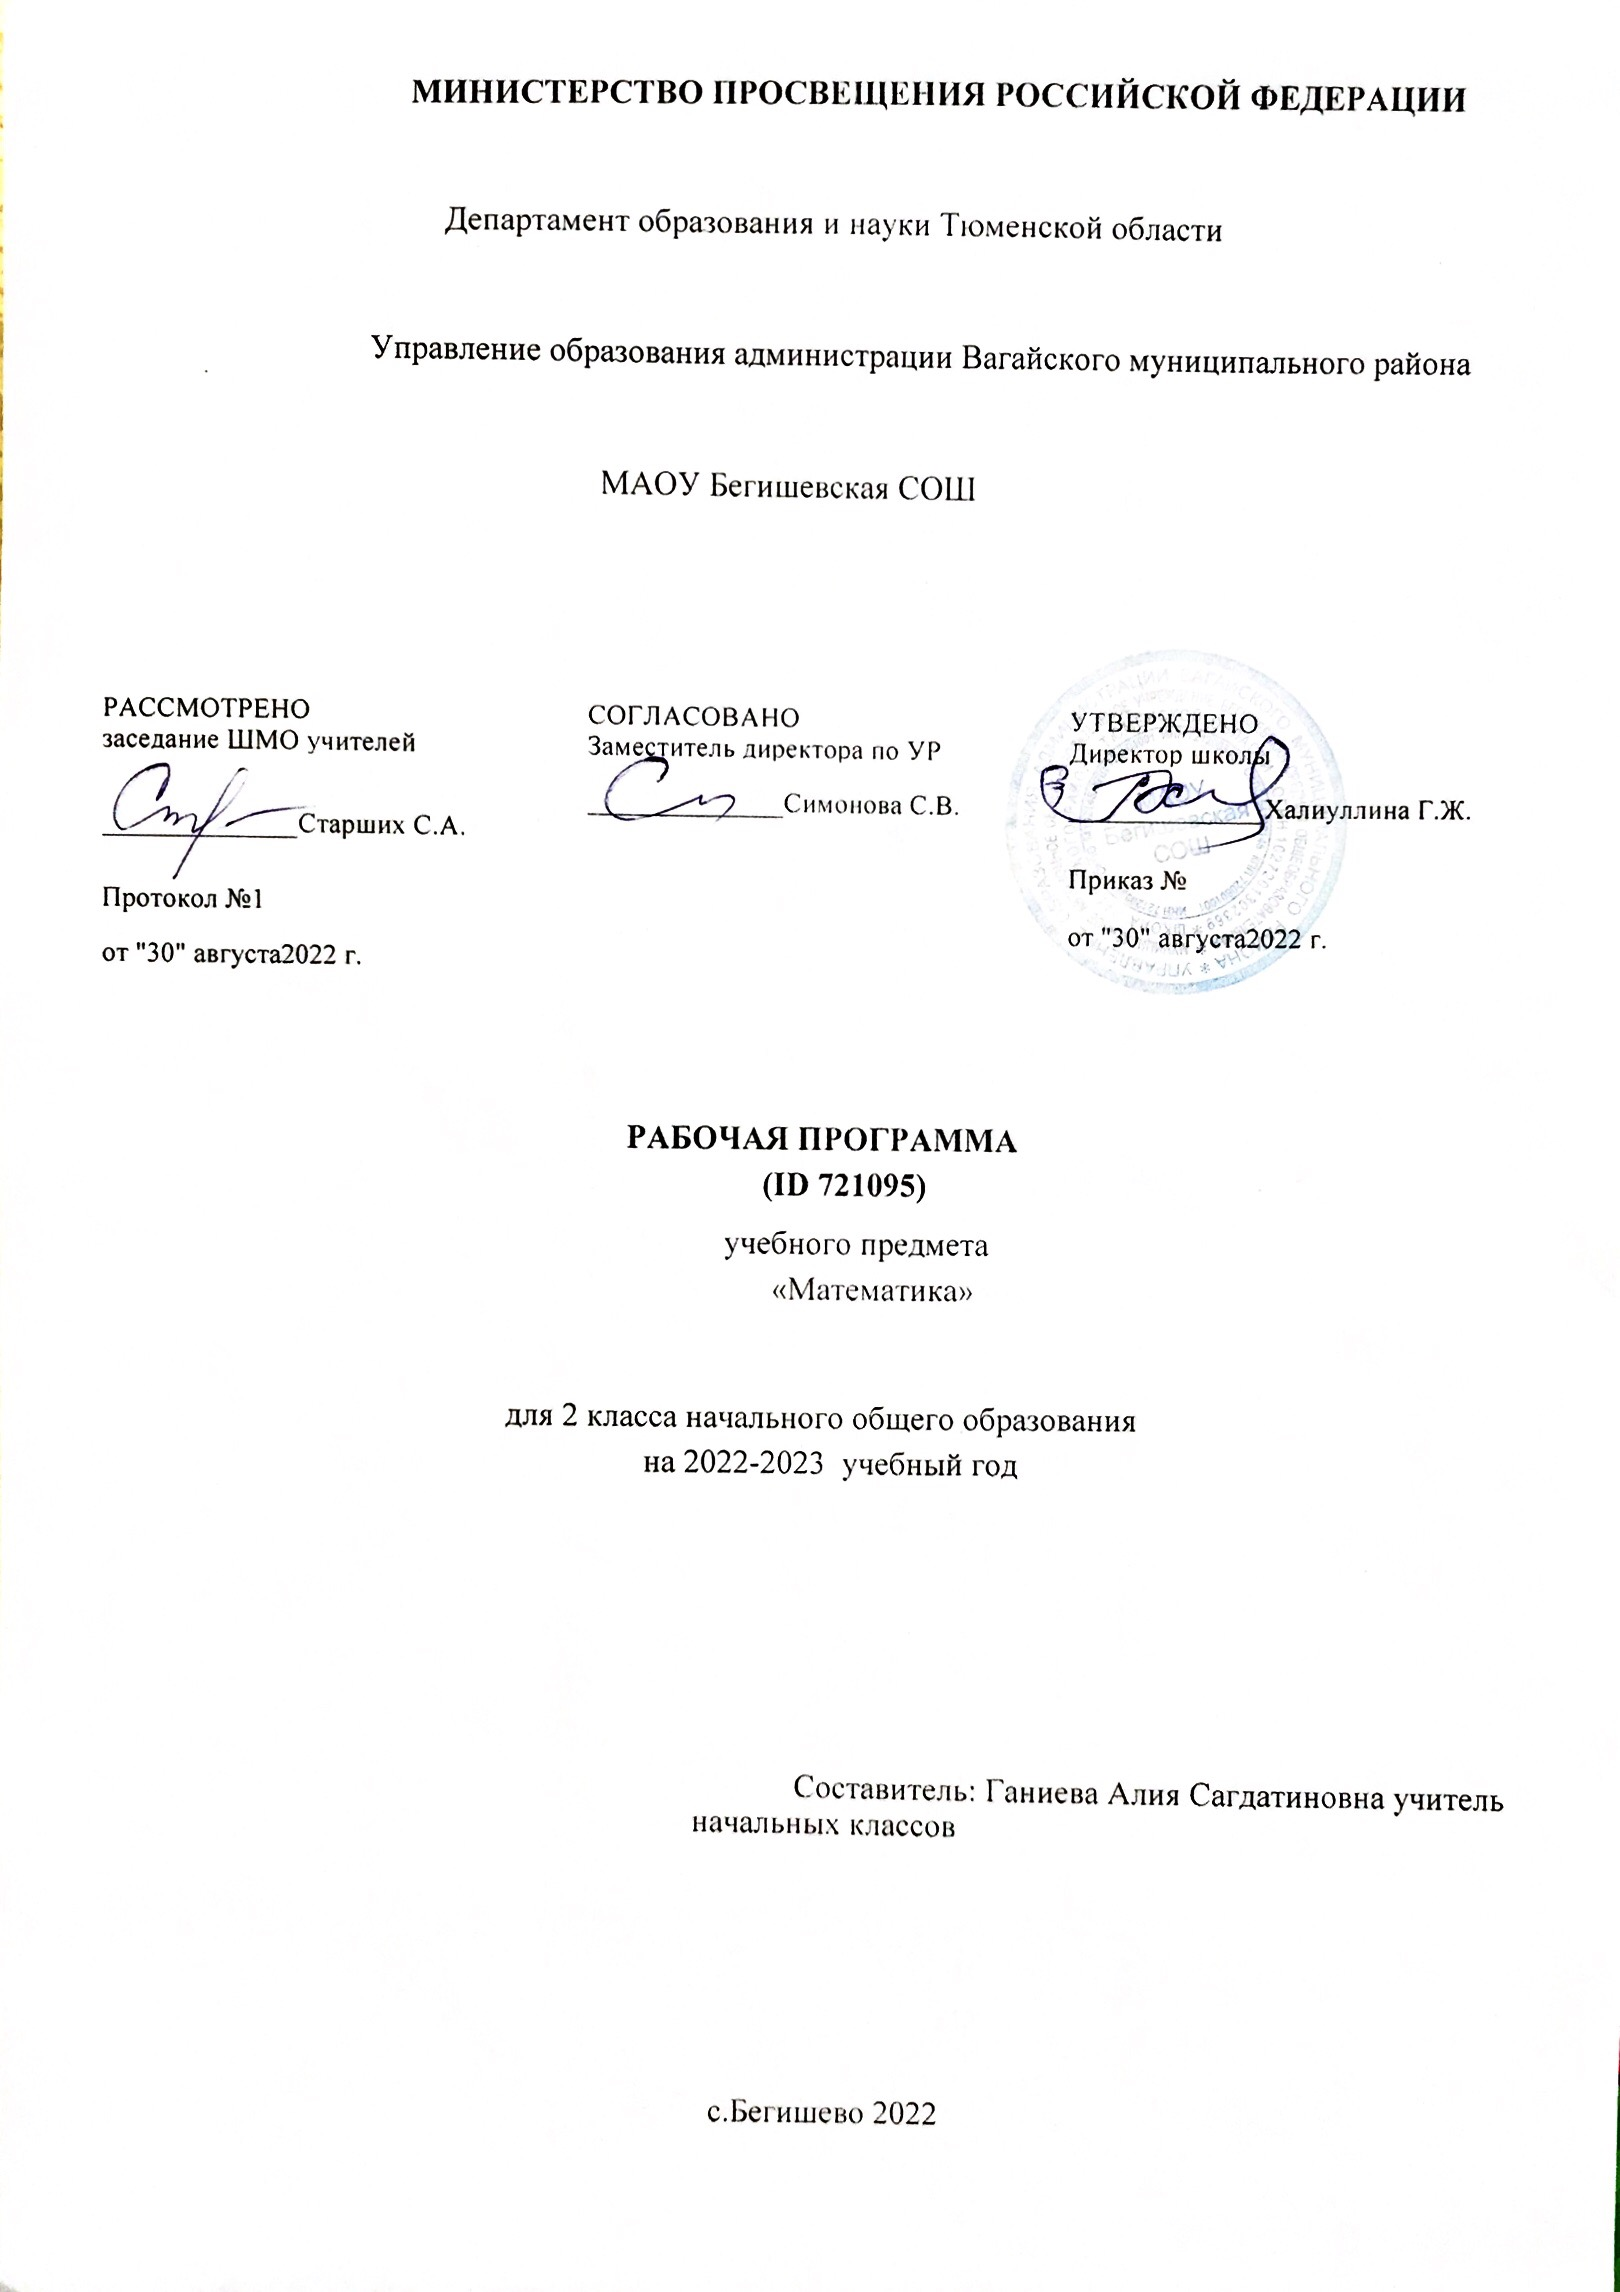 МИНИСТЕРСТВО ПРОСВЕЩЕНИЯ РОССИЙСКОЙ ФЕДЕРАЦИИ
Департамент образования и науки Тюменской области
Управление образования администрации Вагайского муниципального района
МАОУ Бегишевская СОШ
РАССМОТРЕНО
заседание ШМО учителей
Старших С.А.
Протокол №1
от "30" августа2022 г.
СОГЛАСОВАНО
Заместитель директора по УР
Симонова С.В.
УТВЕРЖДЕНО
Директор школы
Халиуллина Г.Ж.
Приказ №
от "30" августа2022 г.
Бегишевская
СОШ
РАБОЧАЯ ПРОГРАММА
(ID 721095)
учебного предмета
«Математика»
для 2 класса начального общего образования
на 2022-2023 учебный год
Составитель: Ганиева Алия Сагдатиновна учитель
начальных классов
с.Бегишево 2022